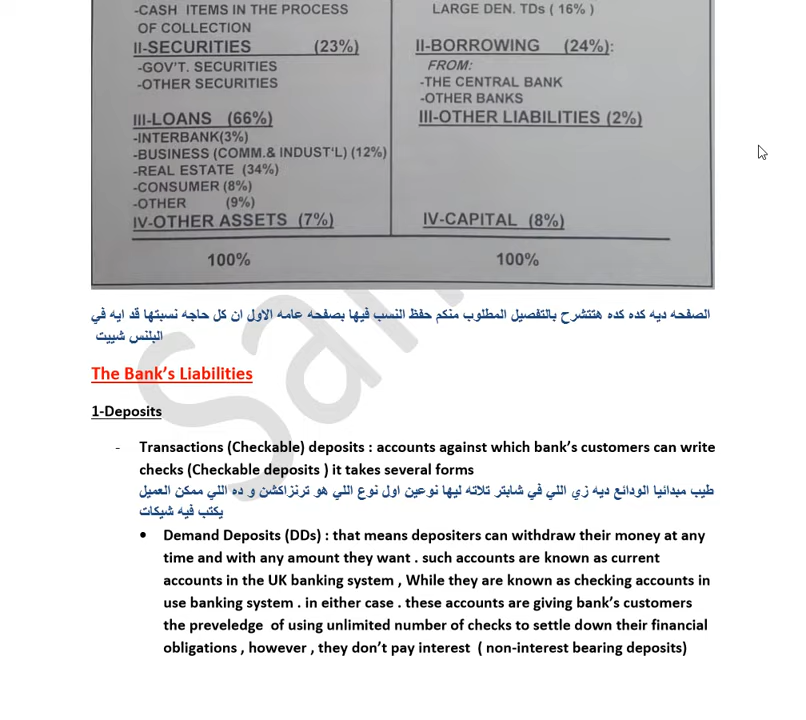 -CASH ITEMS IN THE PROCESS
OF COLLECTION
II-SECURITIES (23%)
-GOV'T. SECURITIES
-OTHER SECURITIES
III-LOANS (66%)
-INTERBANK(3%)
-BUSINESS (COMM.& INDUST'L) (12%)
-REAL ESTATE (34%)
-CONSUMER (8%)
-OTHER (9%)
IV-OTHER ASSETS (7%)
100%
LARGE DEN. TDs ( 16% )
II-BORROWING (24%):
FROM:
-THE CENTRAL BANK
-OTHER BANKS
III-OTHER LIABILITIES (2%)
IV-CAPITAL (8%)
100%
الصفحه ديه كده كده هتتشرح بالتفصيل المطلوب منكم حفظ النسب فيها بصفحه عامه الاول ان كل حاجه نسبتها قد ايه في
البلنس شييت
The Bank's Liabilities
1-Deposits
- Transactions (Checkable) deposits : accounts against which bank's customers can write
checks (Checkable deposits ) it takes several forms
طيب مبدائيا الودائع ديه زي اللي في شابتر تلاته ليها نوعين اول نوع اللي هو ترنزاكشن و ده اللي ممكن العميل
يكتب فيه شيكات
• Demand Deposits (DDs) : that means depositers can withdraw their money at any
time and with any amount they want . such accounts are known as current
accounts in the UK banking system , While they are known as checking accounts in
use banking system . in either case . these accounts are giving bank's customers
the preveledge of using unlimited number of checks to settle down their financial
obligations , however , they don't pay interest ( non-interest bearing deposits)